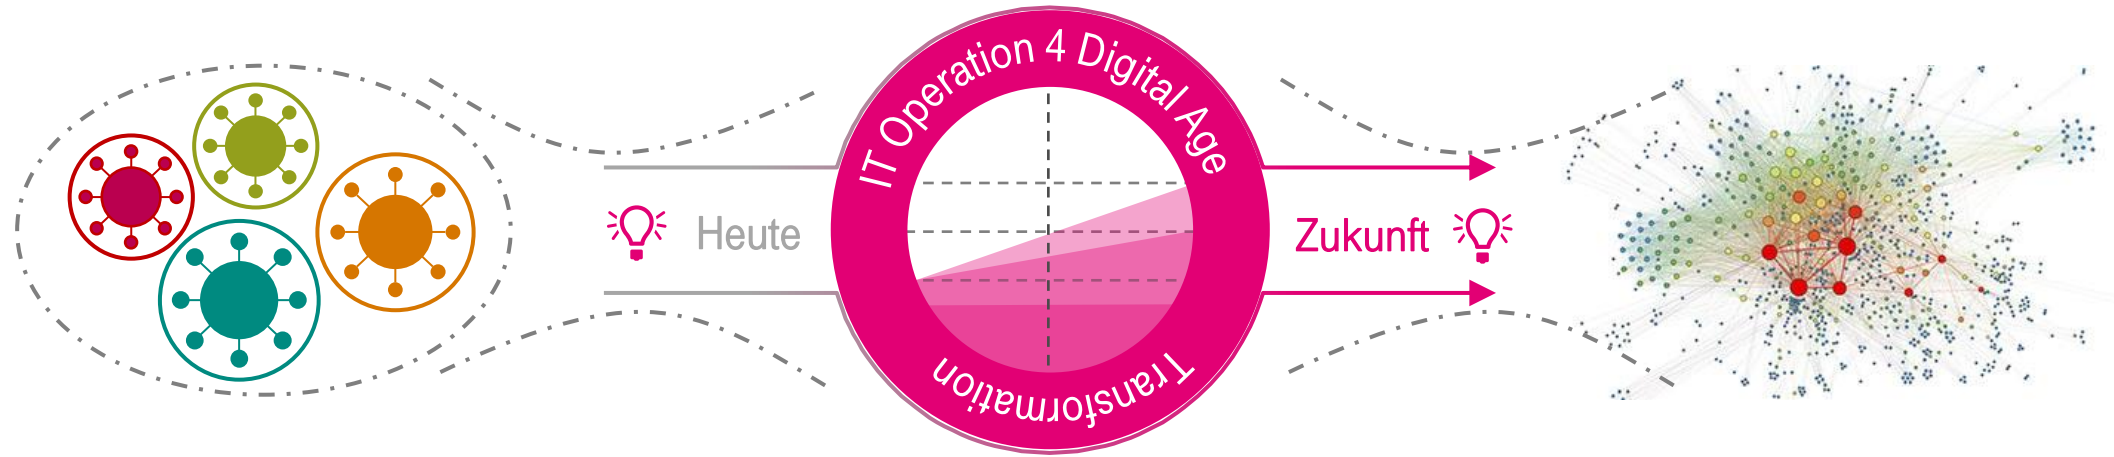 Heute
IT Operation 4 Digital Age
Transformation
Zukunft